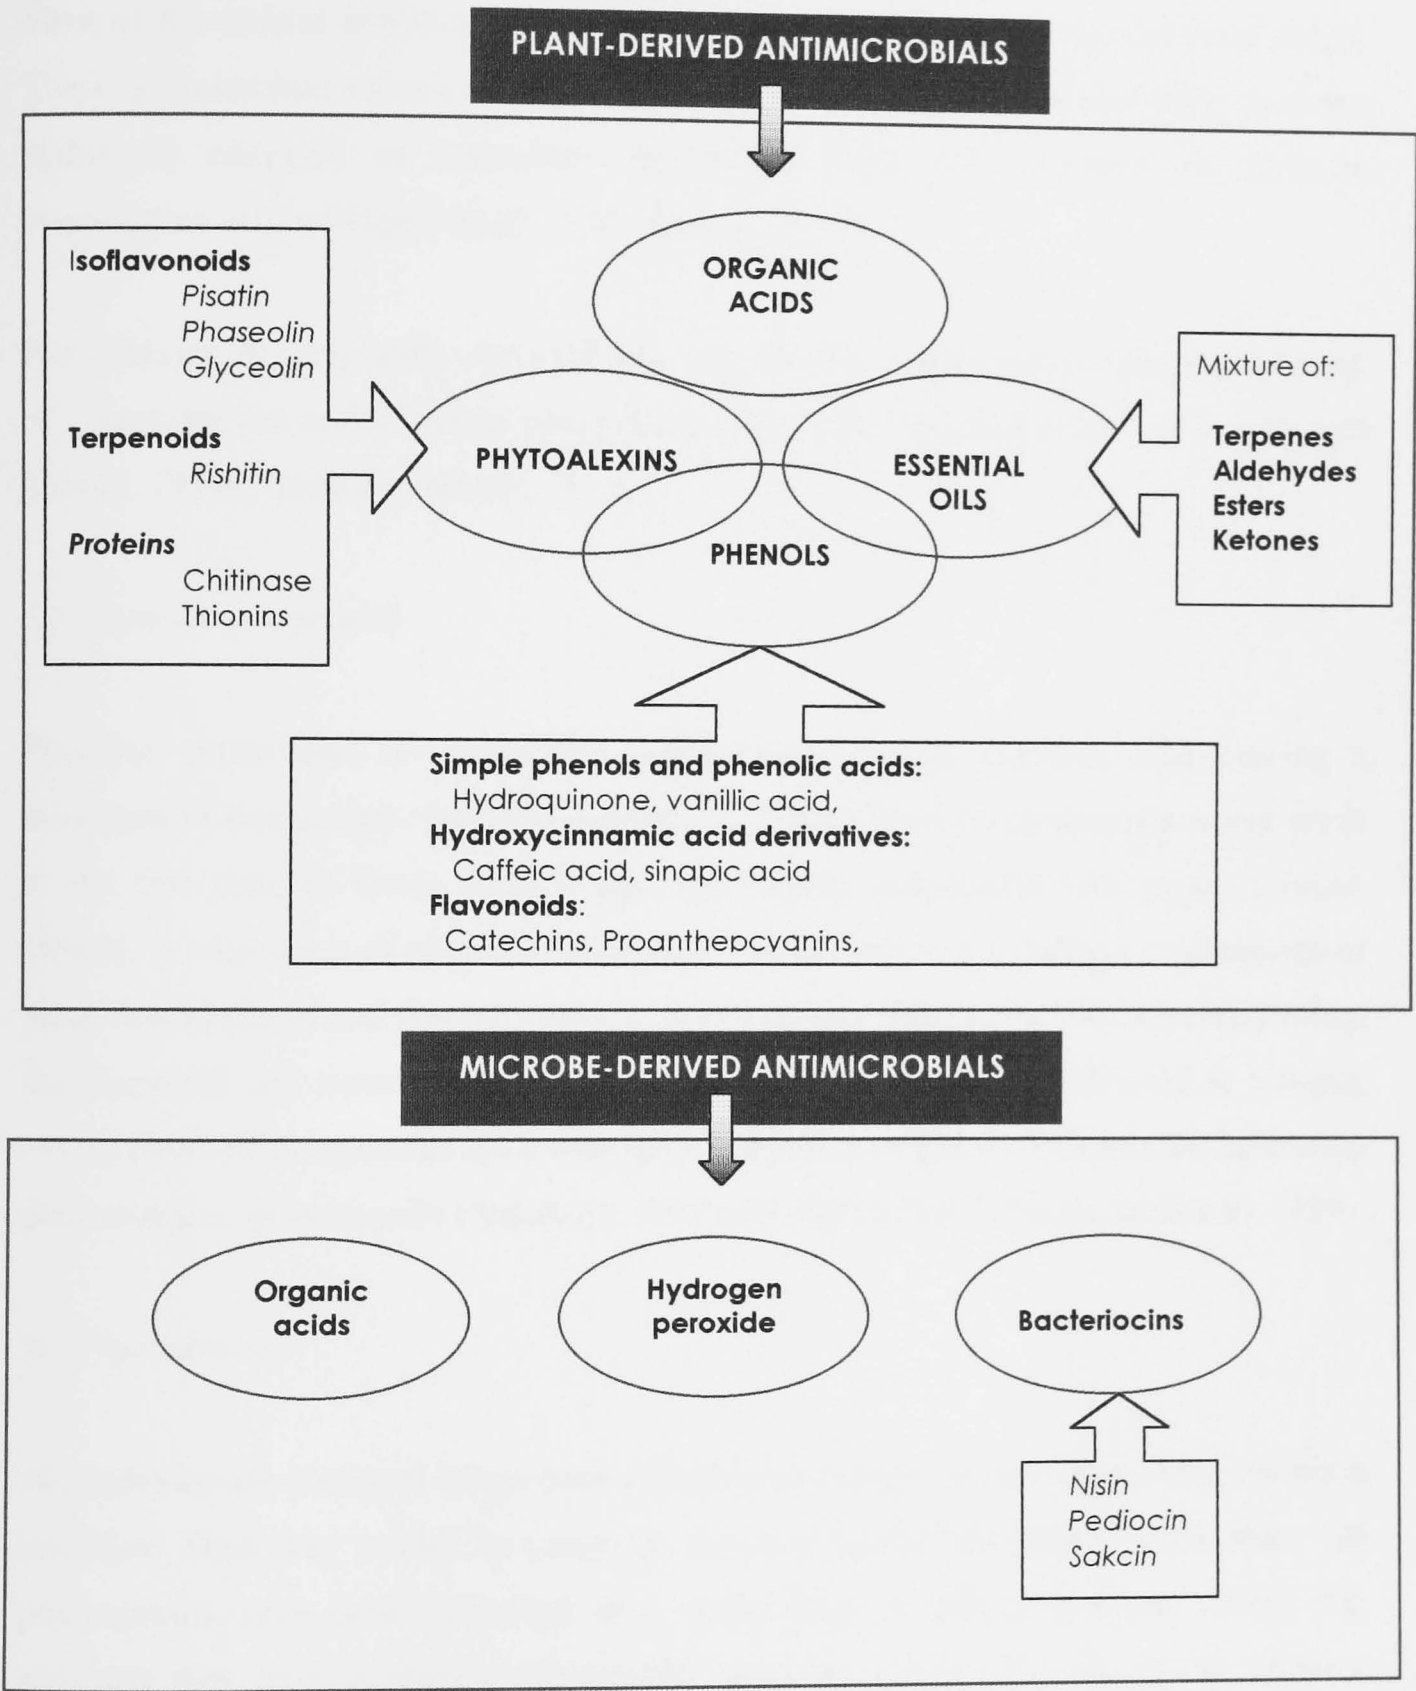 PLANT-DERIVED ANTIMICROBIALS
ORGANIC
ACIDS
Isoflavonoids
Pisatin
Phaseolin
Glyceolin
Terpenoids
Rishitin
Proteins
Chitinase
Thionins
PHYTOALEXINS
ESSENTIAL
OILS
PHENOLS
Mixture of:
Terpenes
Aldehydes
Esters
Ketones
Simple phenols and phenolic acids:
Hydroquinone, vanillic acid,
Hydroxycinnamic acid derivatives:
Caffeic acid, sinapic acid
Flavonoids:
Catechins, Proanthepcyanins,
MICROBE-DERIVED ANTIMICROBIALS
Organic
acids
Hydrogen
peroxide
Bacteriocins
Nisin
Pediocin
Sakcin